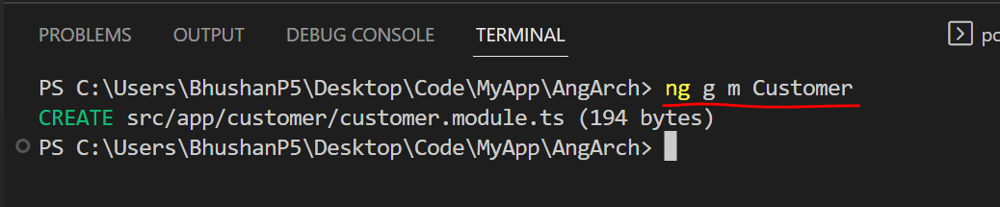 PROBLEMS OUTPUT DEBUG CONSOLE TERMINAL po
PS C:\Users\BhushanP5\Desktop\Code\MyApp\AngArch> ng g m Customer
CREATE src/app/customer/customer.module.ts (194 bytes)
PS C:\Users\BhushanP5\Desktop\Code\MyApp\AngArch>